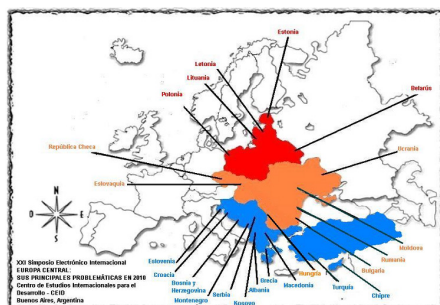 Estonia
Letonia
Lituania
Polonia
Belarús
República Checa
Ucrania
Eslovaquia
N
W
E
S
Moldova
Rumania
Bulgaria
Hungría
Chipre
Turquía
Macedonia
Grecia
Albania
Kosovo
Serbia
Montenegro
Bosnia y
Herzegovina
Croacia
Eslovenia
XXI Simposio Electrónico Internacional
EUROPA CENTRAL:
SUS PRINCIPALES PROBLEMÁTICAS EN 2010
Centro de Estudios Internacionales para el
Desarrollo - CEID
Buenos Aires, Argentina